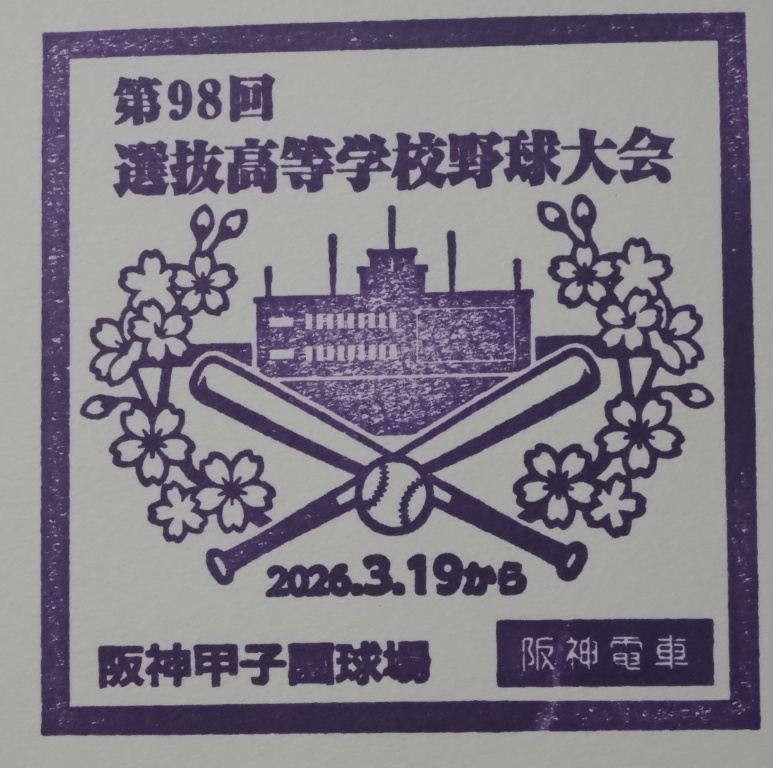 第98回
選抜高等学校野球大会
2026.3.19から
阪神甲子園球場
阪神電車